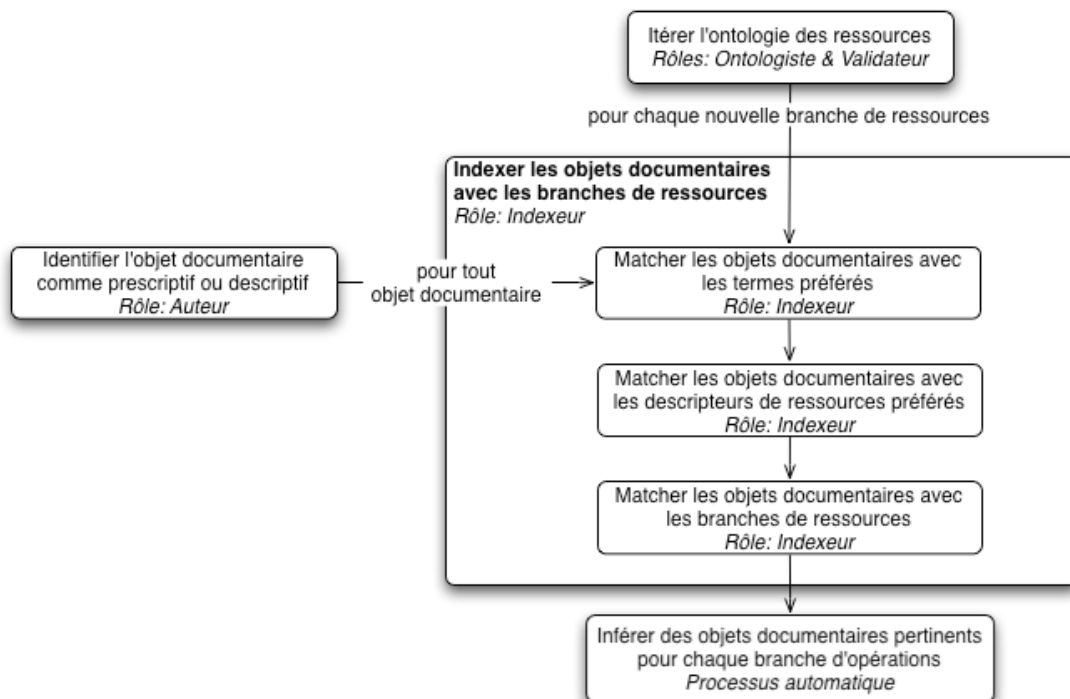 Itérer l'ontologie des ressources
Rôles: Ontologiste & Validateur
pour chaque nouvelle branche de ressources
Indexer les objets documentaires
avec les branches de ressources
Rôle: Indexeur
Identifier l'objet documentaire
comme prescriptif ou descriptif
Rôle: Auteur
pour tout
objet documentaire
Matcher les objets documentaires avec
les termes préférés
Rôle: Indexeur
Matcher les objets documentaires avec
les descripteurs de ressources préférés
Rôle: Indexeur
Matcher les objets documentaires avec
les branches de ressources
Rôle: Indexeur
Inférer des objets documentaires pertinents
pour chaque branche d'opérations
Processus automatique